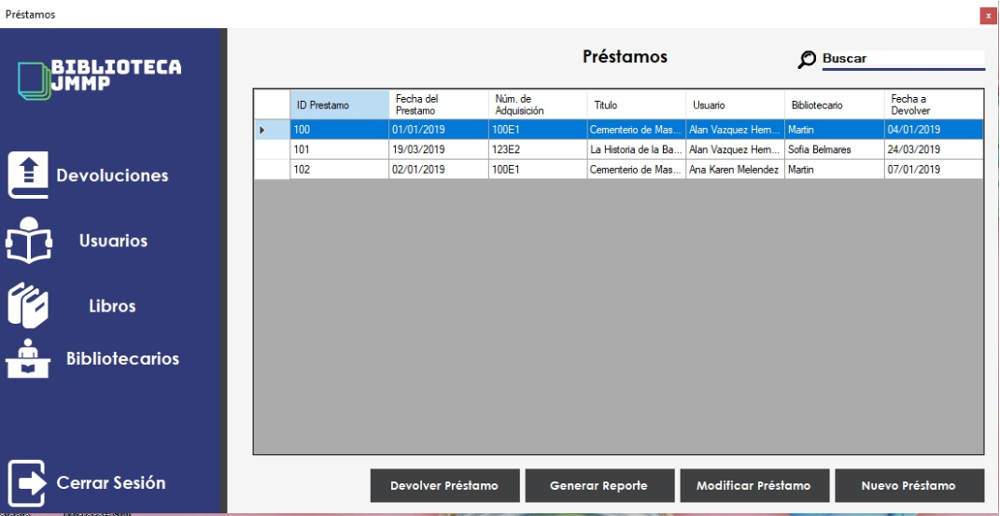 Préstamos
x
BIBLIOTECA
JMMP
Préstamos
Buscar
ID Prestamo Fecha del Prestamo Núm. de Adquisición Titulo Usuario Bibliotecario Fecha a Devolver
100 01/01/2019 100E1 Cementerio de Mas... Alan Vazquez Hern... Martin 04/01/2019
101 19/03/2019 123E2 La Historia de la Ba... Alan Vazquez Hern... Sofia Belmares 24/03/2019
102 02/01/2019 100E1 Cementerio de Mas... Ana Karen Melendez Martin 07/01/2019
Devoluciones
Usuarios
Libros
Bibliotecarios
Cerrar Sesión
Devolver Préstamo Generar Reporte Modificar Préstamo Nuevo Préstamo